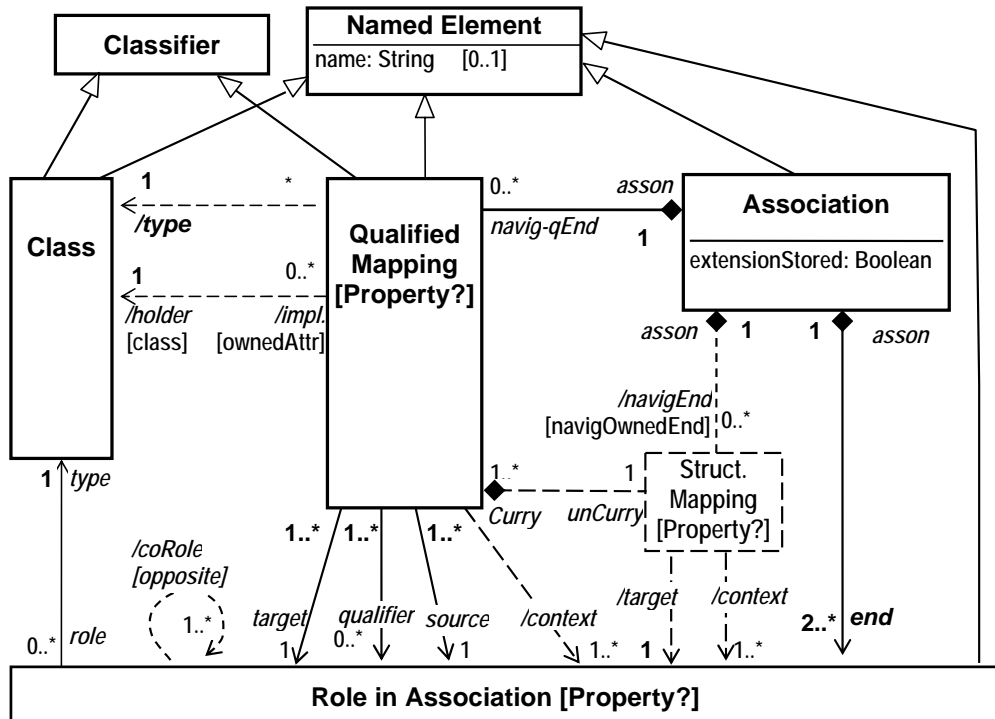 Named Element
Classifier
name: String [0..1]
1 * 0..* asson
/type navig-qEnd 1
Association
extensionStored: Boolean
Class
Qualified
Mapping
[Property?]
1 0..*
/holder /impl.
[class] [ownedAttr]
asson 1 1 asson
/navigEnd
[navigOwnedEnd] 0..*
1 type
1..* 1
Curry unCurry
Struct.
Mapping
[Property?]
1..* 1..* 1..*
/coRole
[opposite]
1..*
target qualifier source /context /target /context
0..* role
1 0..* 1 1..* 1 1..* 2..* end
Role in Association [Property?]